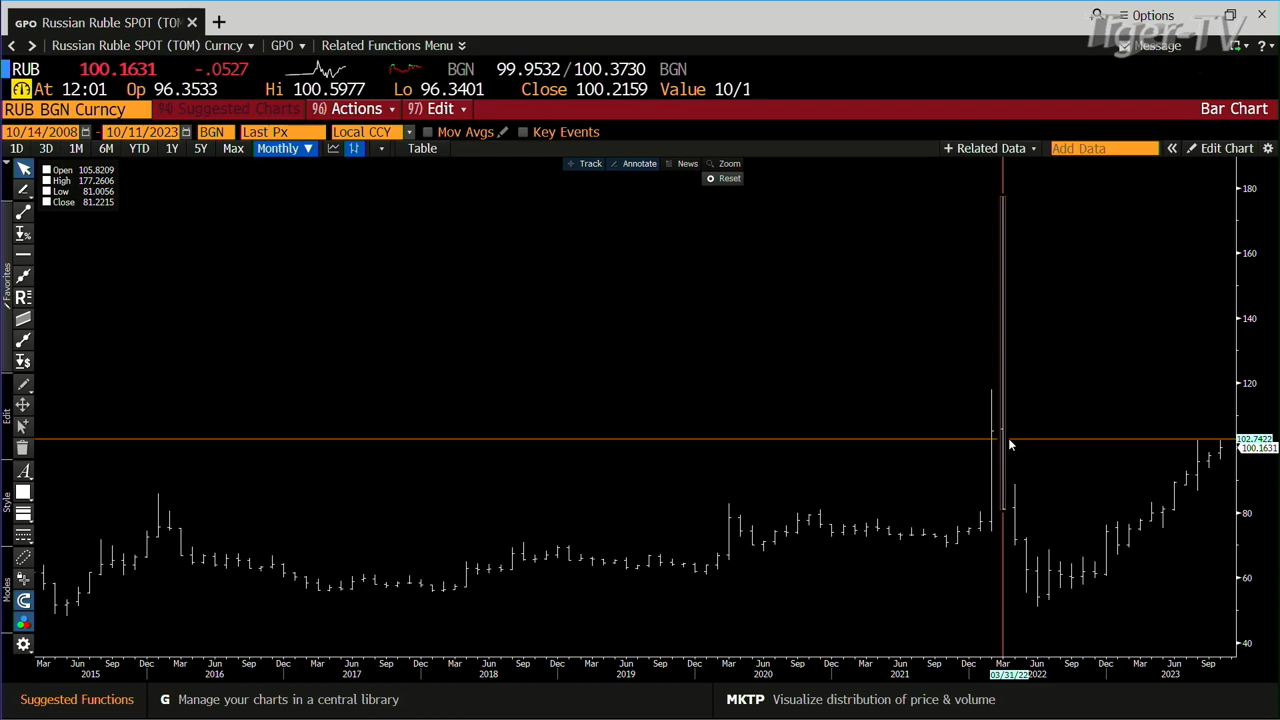 GPO Russian Ruble SPOT (TOM × +
Options
Tiger-TV
Russian Ruble SPOT (TOM) Curncy GPO Related Functions Menu
Message
RUB 100.1631 -.0527 BGN 99.9532/100.3730 BGN
At 12:01 Op 96.3533 Hi 100.5977 Lo 96.3401 Close 100.2159 Value 10/1
RUB BGN Curncy 94) Suggested Charts 96) Actions 97) Edit Bar Chart
10/14/2008 - 10/11/2023 BGN Last Px Local CCY Mov Avgs Key Events
1D 3D 1M 6M YTD 1Y 5Y Max Monthly ▼ Table + Related Data Add Data « Edit Chart
Track Annotate News Zoom
Reset
Open 105.8209
High 177.2606
Low 81.0056
Close 81.2215
Favorites
Edit
Style
Modes
180
160
140
120
102.7422
100.1631
80
60
40
Mar Jun Sep Dec Mar Jun Sep Dec Mar Jun Sep Dec Mar Jun Sep Dec Mar Jun Sep Dec Mar Jun Sep Dec Mar Jun Sep Dec Mar Jun Sep Dec Mar Jun Sep
2015 2016 2017 2018 2019 2020 2021 03/31/22 2022 2023
Suggested Functions G Manage your charts in a central library MKTP Visualize distribution of price & volume